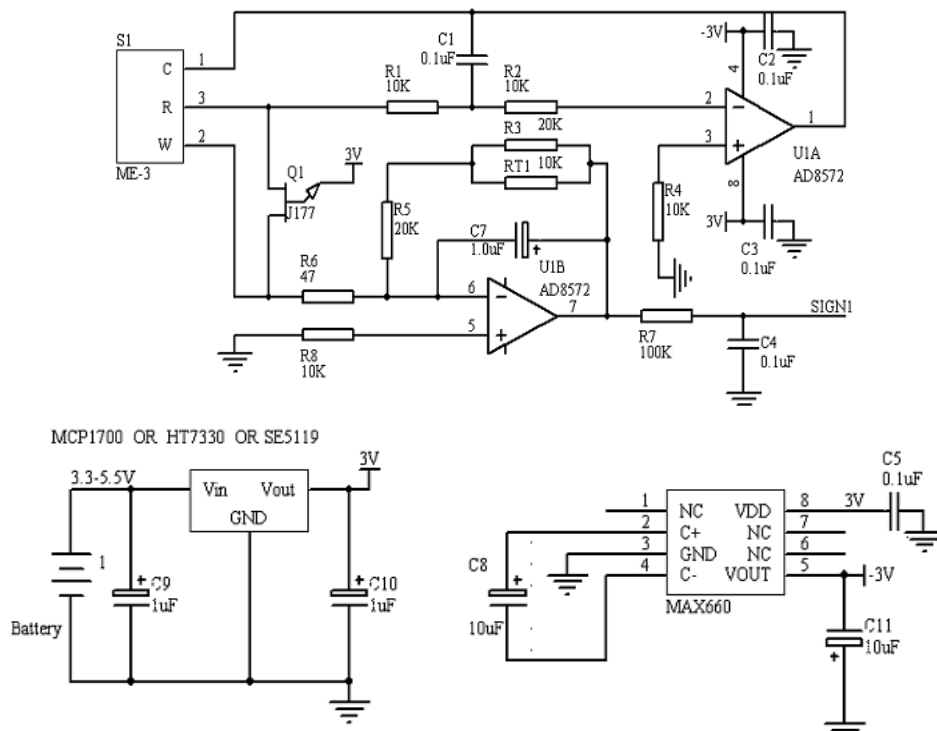 S1
C
1
R
3
W
2
ME-3
C1
0.1uF
R1
10K
R2
10K
20K
R3
10K
RT1
R5
20K
Q1
J177
3V
R6
47
C7
1.0uF
+
U1B
AD8572
6
−
5
+
7
R8
10K
-3V
C2
0.1uF
4
2
−
3
+
1
U1A
AD8572
8
R4
10K
3V
C3
0.1uF
R7
100K
SIGN1
C4
0.1uF
MCP1700 OR HT7330 OR SE5119
3.3-5.5V
Vin
Vout
GND
3V
1
Battery
+
C9
1uF
+
C10
1uF
C8
+
10uF
1
NC
2
C+
3
GND
4
C-
VDD
8
NC
7
NC
6
VOUT
5
MAX660
3V
C5
0.1uF
-3V
C11
10uF
+